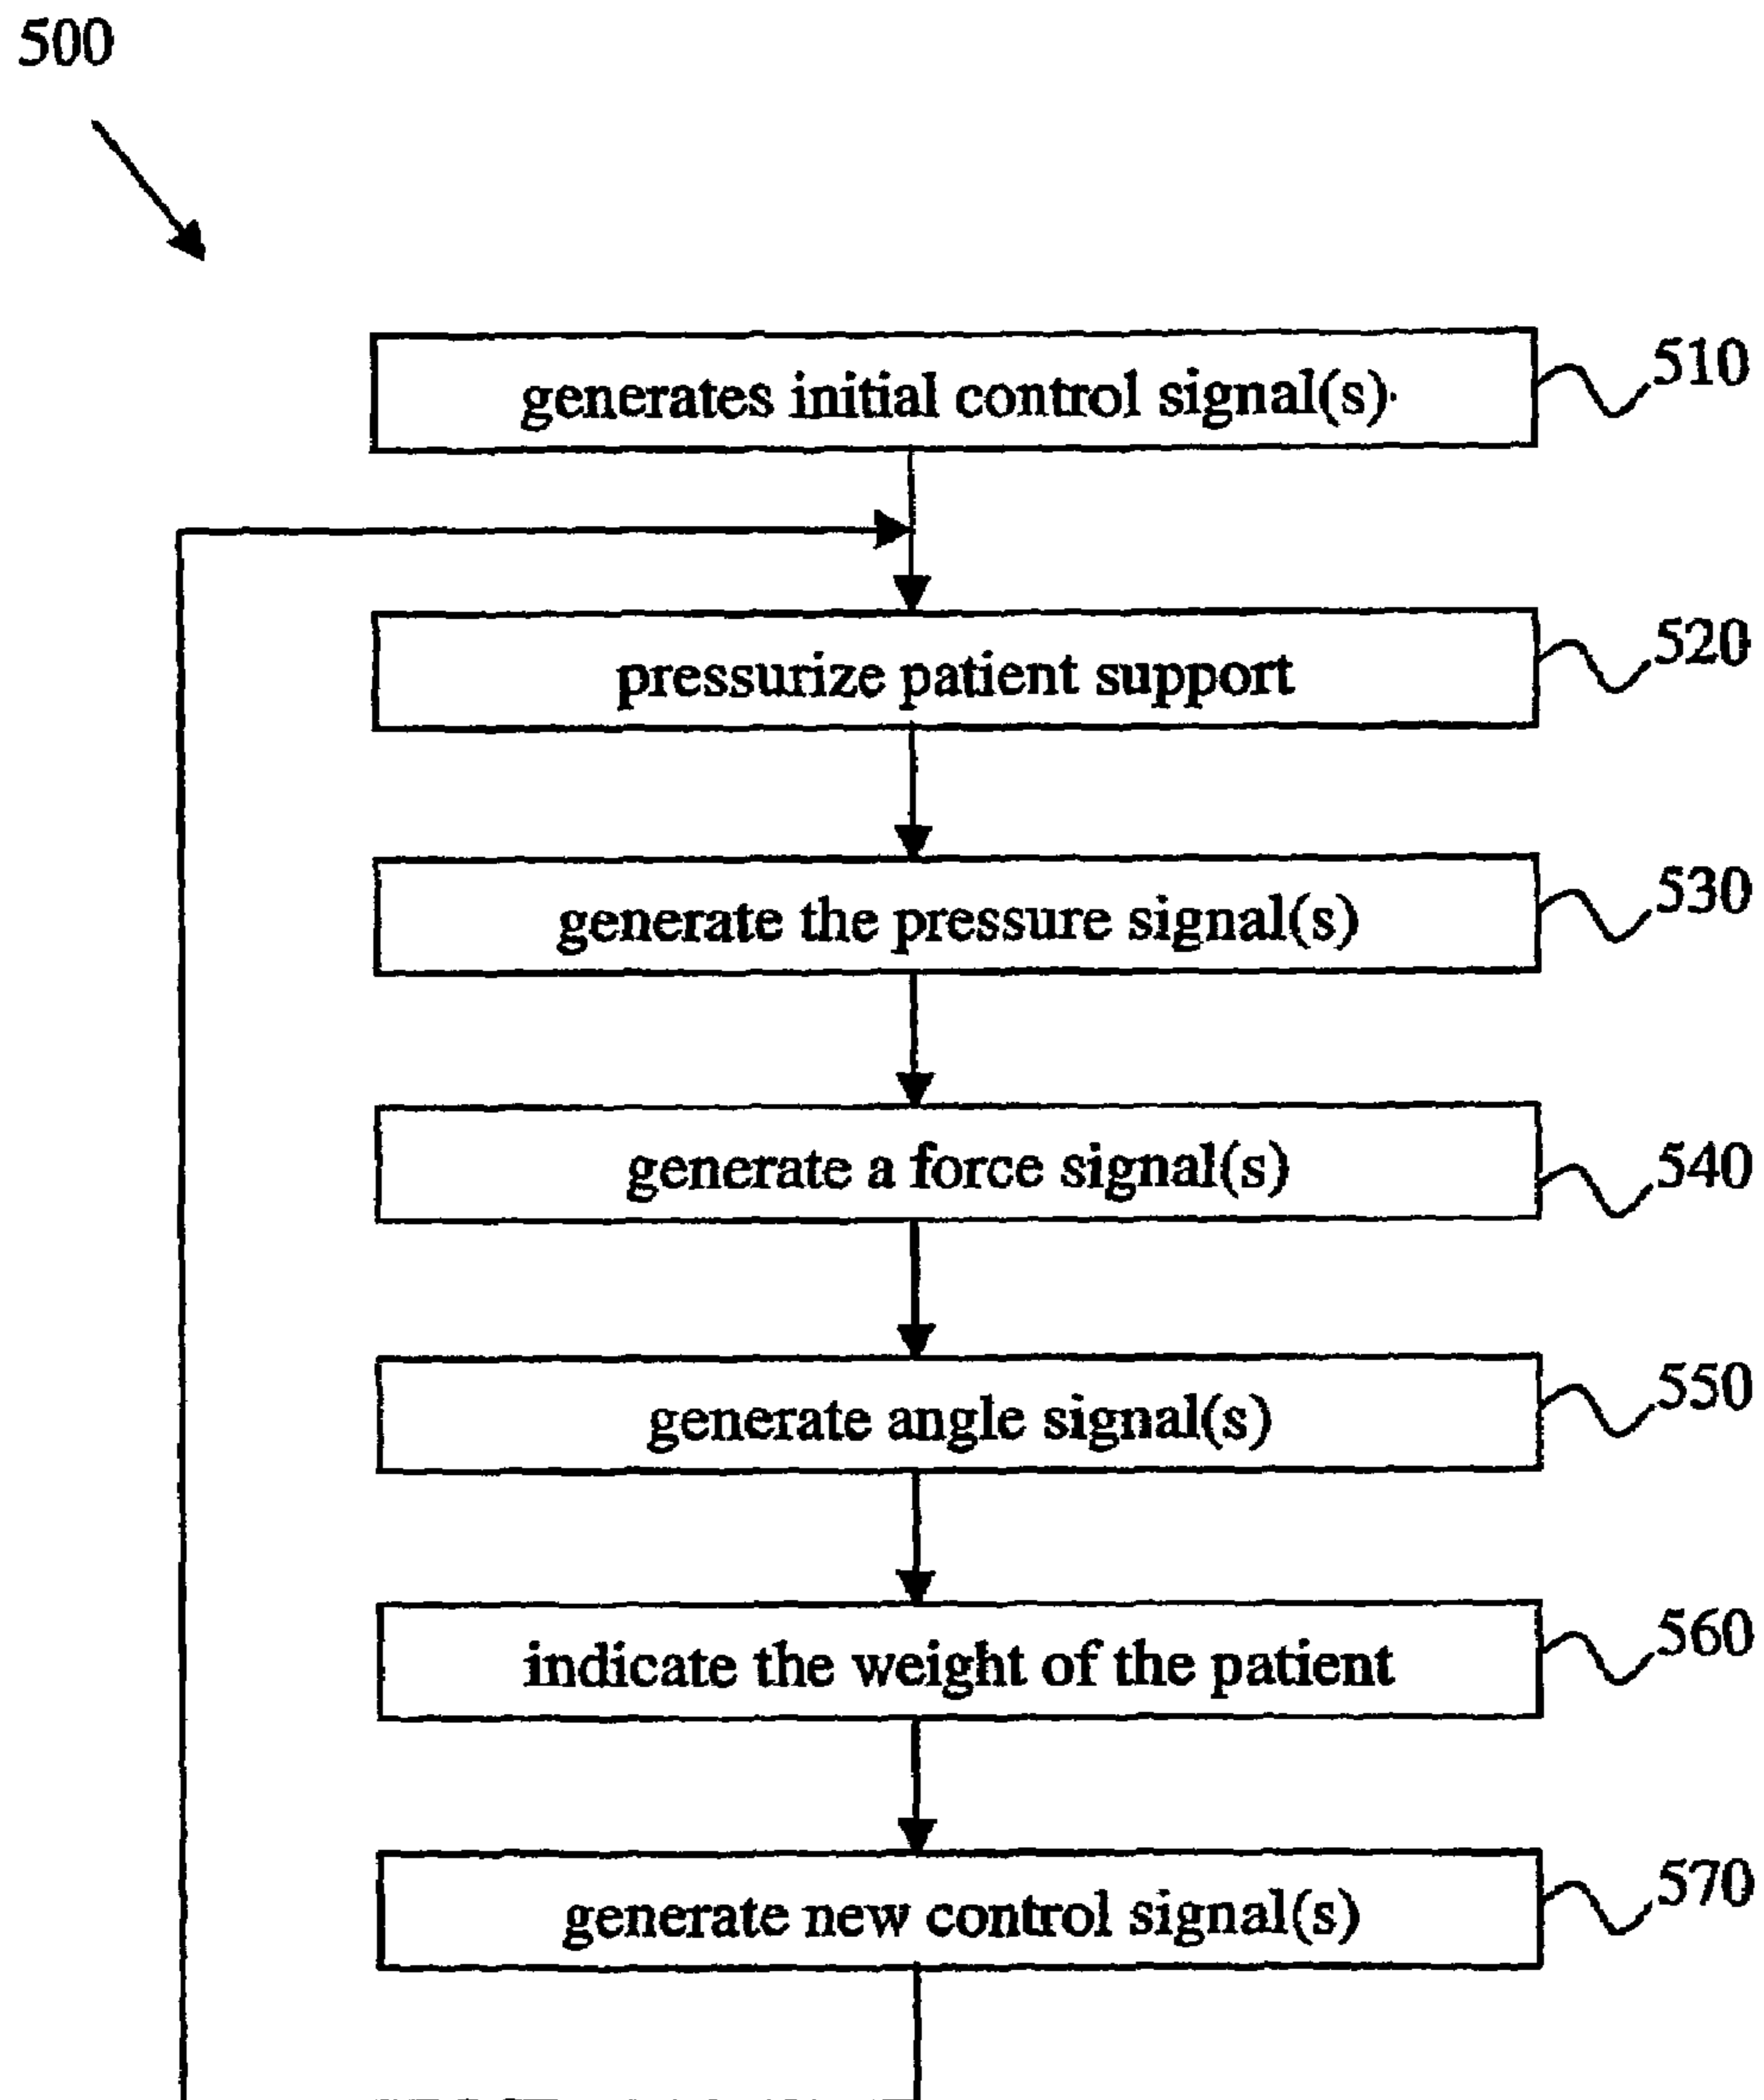 500
generates initial control signal(s)
510
pressurize patient support
520
generate the pressure signal(s)
530
generate a force signal(s)
540
generate angle signal(s)
550
indicate the weight of the patient
560
generate new control signal(s)
570